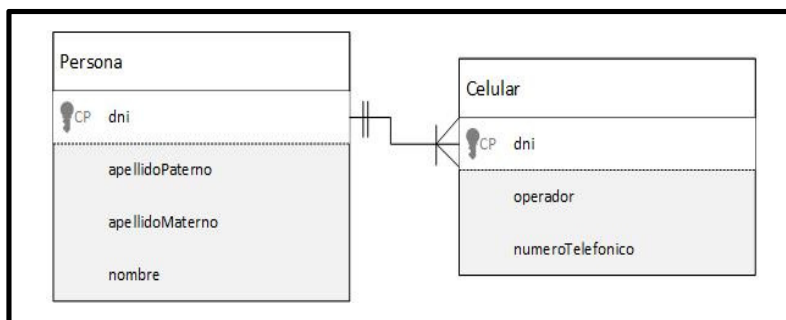 Persona
CP dni
apellidoPaterno
apellidoMaterno
nombre
Celular
CP dni
operador
numeroTelefonico